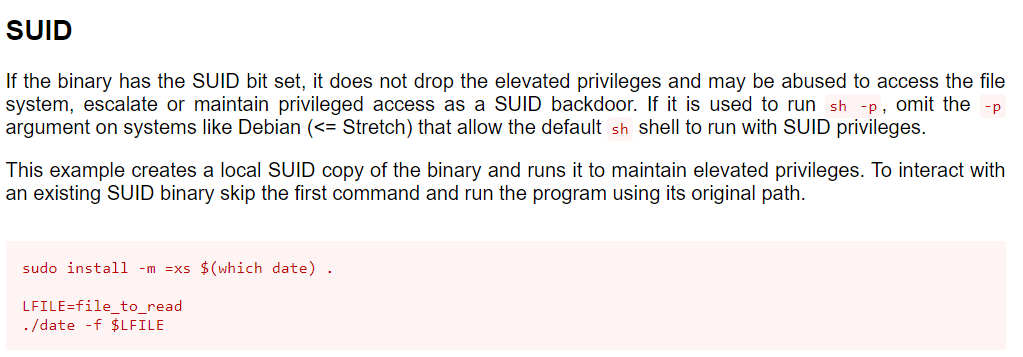 SUID
If the binary has the SUID bit set, it does not drop the elevated privileges and may be abused to access the file
system, escalate or maintain privileged access as a SUID backdoor. If it is used to run sh -p, omit the -p
argument on systems like Debian (<= Stretch) that allow the default sh shell to run with SUID privileges.
This example creates a local SUID copy of the binary and runs it to maintain elevated privileges. To interact with
an existing SUID binary skip the first command and run the program using its original path.
sudo install -m =xs $(which date) .
LFILE=file_to_read
./date -f $LFILE